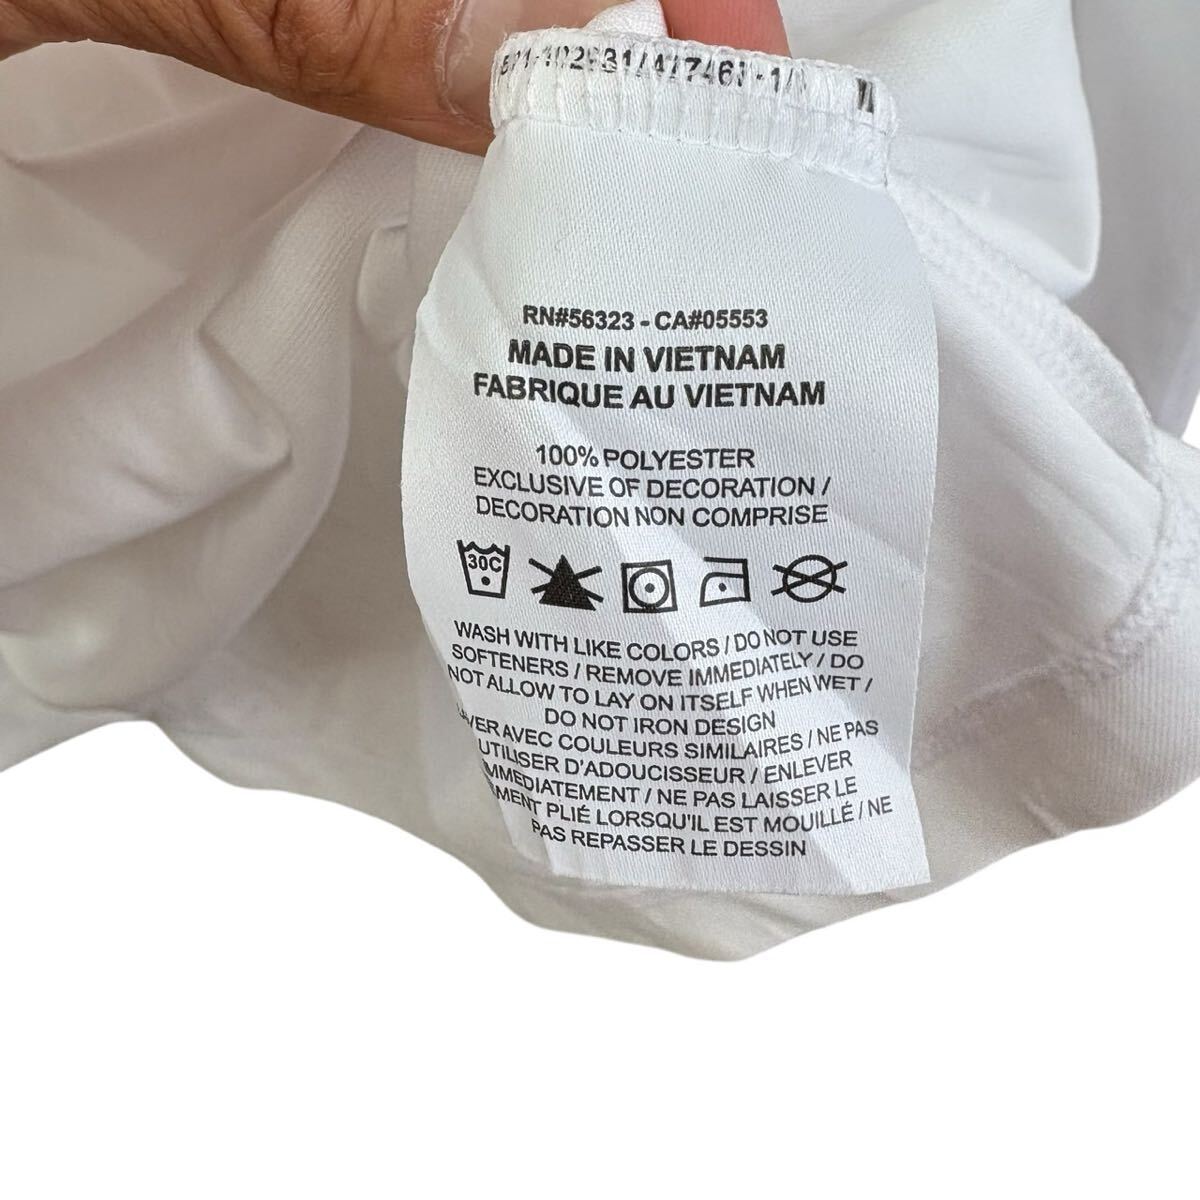 RN#56323 - CA#05553
MADE IN VIETNAM
FABRIQUE AU VIETNAM
100% POLYESTER
EXCLUSIVE OF DECORATION /
DECORATION NON COMPRISE
30C
WASH WITH LIKE COLORS / DO NOT USE
SOFTENERS / REMOVE IMMEDIATELY / DO
NOT ALLOW TO LAY ON ITSELF WHEN WET /
DO NOT IRON DESIGN
AVEC COULEURS SIMILAIRES / NE PAS
UTILISER D'ADOUCISSEUR / ENLEVER
IMMEDIATEMENT / NE PAS LAISSER LE
PLIÉ LORSQU'IL EST MOUILLÉ / NE
PAS REPASSER LE DESSIN